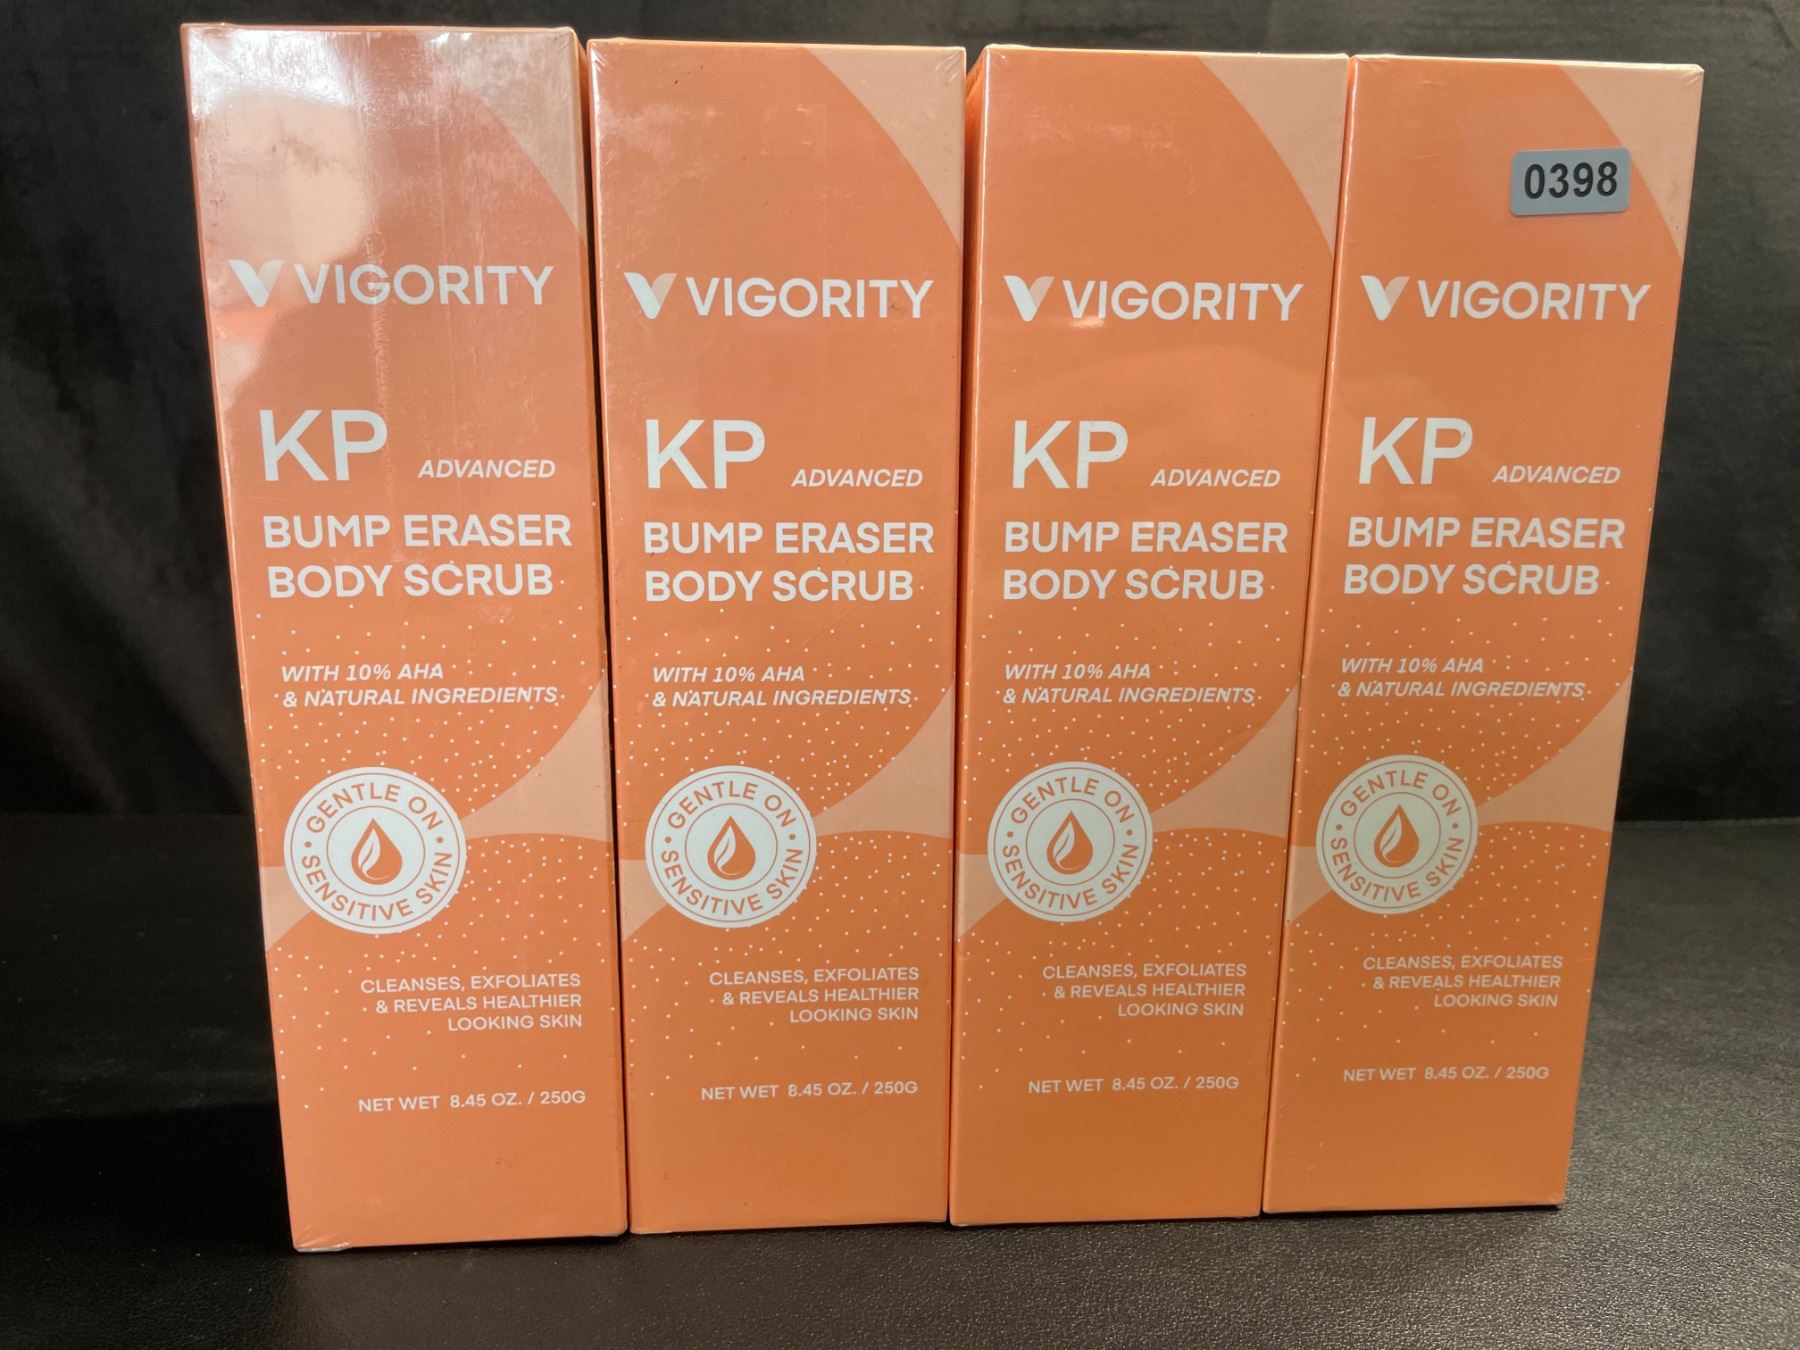 VIGORITY
KP ADVANCED
BUMP ERASER
BODY SCRUB
WITH 10% AHA
& NATURAL INGREDIENTS
GENTLE ON
SENSITIVE SKIN
CLEANSES, EXFOLIATES
& REVEALS HEALTHIER
LOOKING SKIN
NET WET 8.45 OZ. / 250G
VIGORITY
KP ADVANCED
BUMP ERASER
BODY SCRUB
WITH 10% AHA
& NATURAL INGREDIENTS
GENTLE ON
SENSITIVE SKIN
CLEANSES, EXFOLIATES
& REVEALS HEALTHIER
LOOKING SKIN
NET WET 8.45 OZ. / 250G
VIGORITY
KP ADVANCED
BUMP ERASER
BODY SCRUB
WITH 10% AHA
& NATURAL INGREDIENTS
GENTLE ON
SENSITIVE SKIN
CLEANSES, EXFOLIATES
& REVEALS HEALTHIER
LOOKING SKIN
NET WET 8.45 OZ. / 250G
0398
VIGORITY
KP ADVANCED
BUMP ERASER
BODY SCRUB
WITH 10% AHA
& NATURAL INGREDIENTS
GENTLE ON
SENSITIVE SKIN
CLEANSES, EXFOLIATES
& REVEALS HEALTHIER
LOOKING SKIN
NET WET 8.45 OZ. / 250G